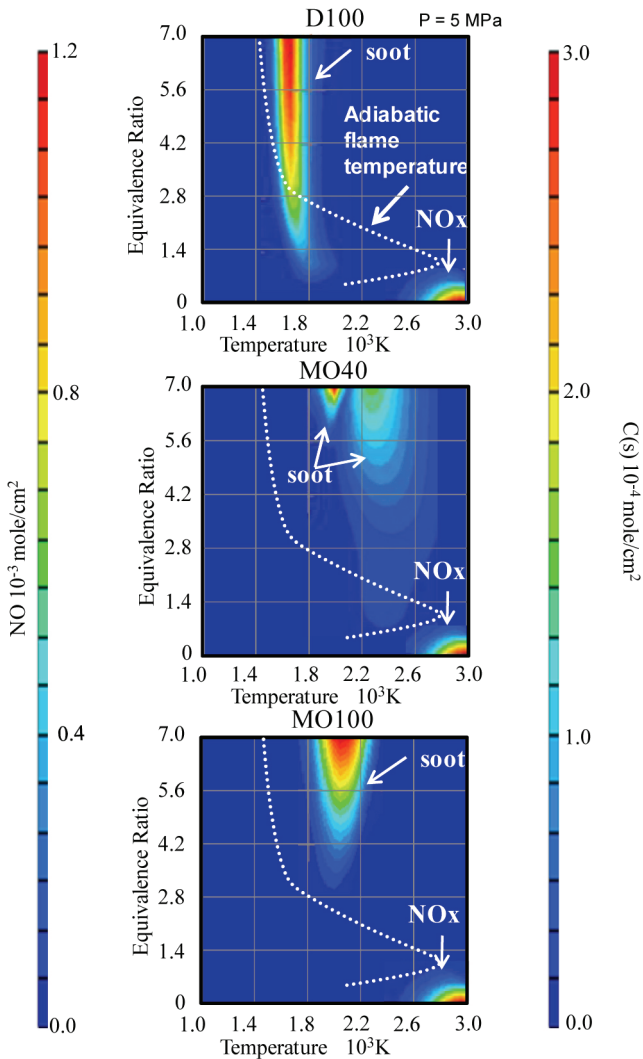 D100 P = 5 MPa
1.2
3.0
7.0
5.6
4.2
2.8
1.4
0
Equivalence Ratio
soot
Adiabatic
flame
temperature
NOx
1.0 1.4 1.8 2.2 2.6 3.0
Temperature 10³K
MO40
0.8
2.0
7.0
5.6
4.2
2.8
1.4
0
Equivalence Ratio
soot
NOx
1.0 1.4 1.8 2.2 2.6 3.0
Temperature 10³K
NO 10⁻³ mole/cm²
C(s) 10⁻⁴ mole/cm²
MO100
0.4
1.0
7.0
5.6
4.2
2.8
1.4
0
Equivalence Ratio
soot
NOx
1.0 1.4 1.8 2.2 2.6 3.0
Temperature 10³K
0.0
0.0